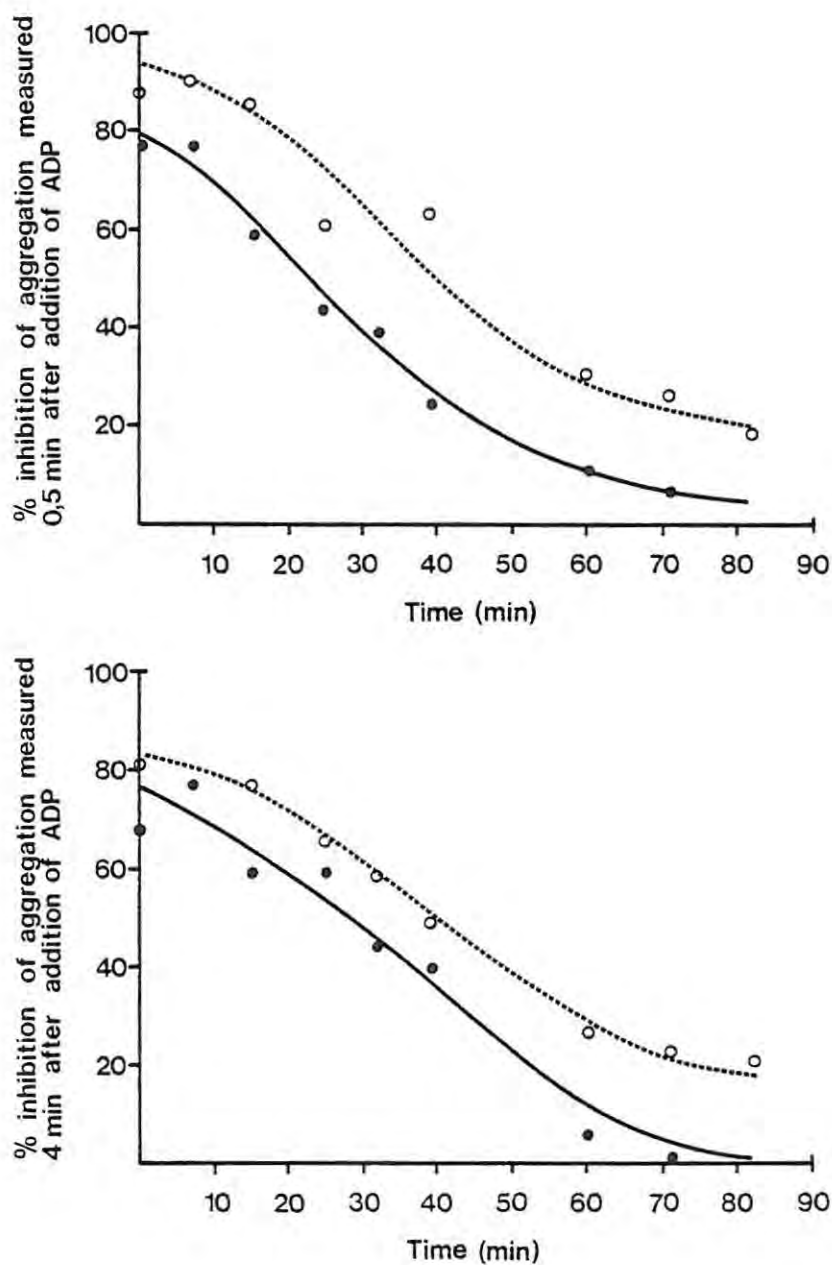 % inhibition of aggregation measured
0,5 min after addition of ADP
100
80
60
40
20
10 20 30 40 50 60 70 80 90
Time (min)
% inhibition of aggregation measured
4 min after addition of ADP
100
80
60
40
20
10 20 30 40 50 60 70 80 90
Time (min)